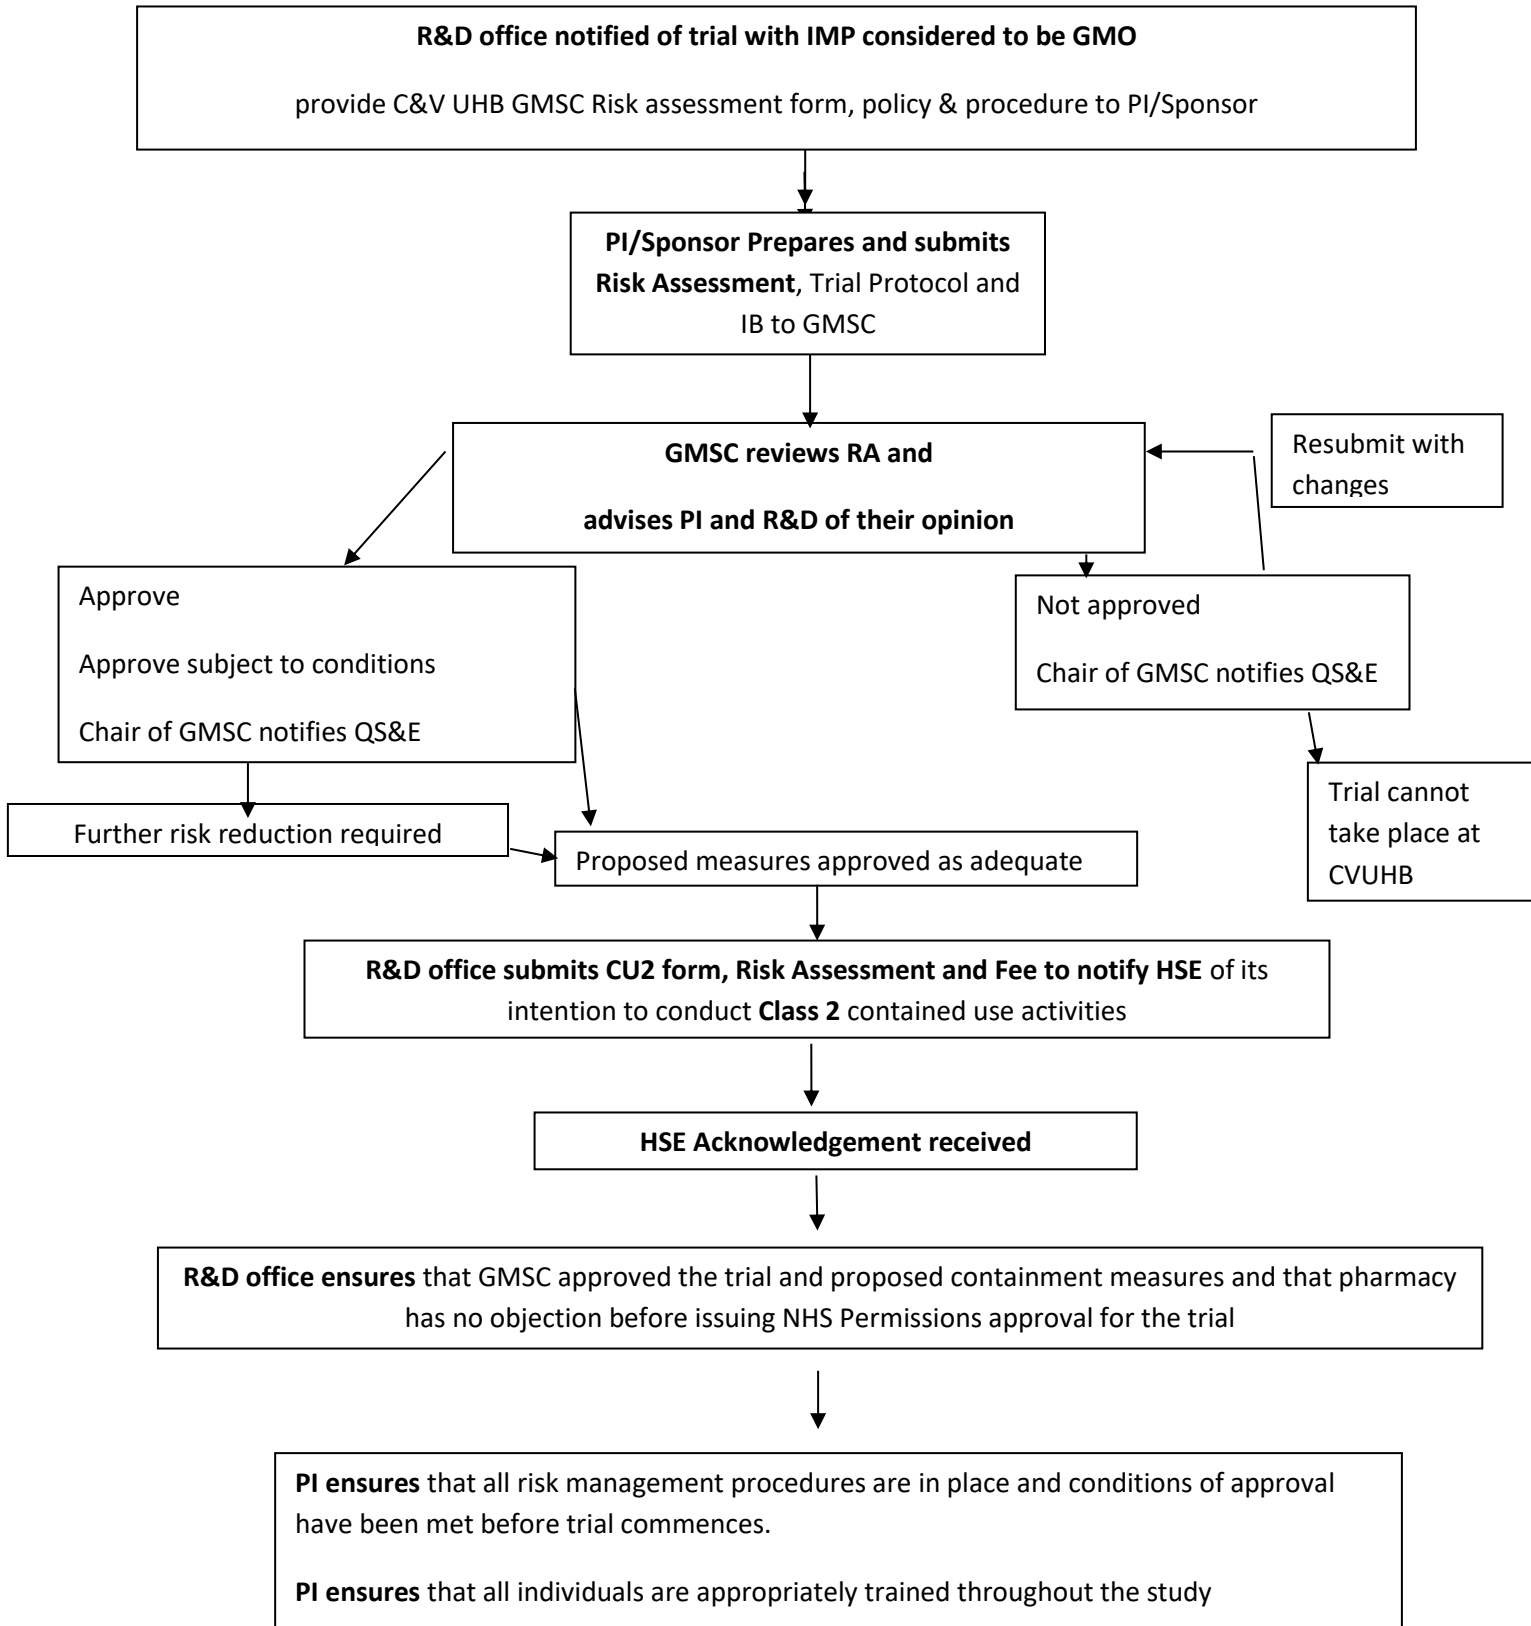 R&D office notified of trial with IMP considered to be GMO
provide C&V UHB GMSC Risk assessment form, policy & procedure to PI/Sponsor
PI/Sponsor Prepares and submits
Risk Assessment, Trial Protocol and
IB to GMSC
GMSC reviews RA and
advises PI and R&D of their opinion
Resubmit with
changes
Approve
Approve subject to conditions
Chair of GMSC notifies QS&E
Not approved
Chair of GMSC notifies QS&E
Further risk reduction required
Proposed measures approved as adequate
Trial cannot
take place at
CVUHB
R&D office submits CU2 form, Risk Assessment and Fee to notify HSE of its
intention to conduct Class 2 contained use activities
HSE Acknowledgement received
R&D office ensures that GMSC approved the trial and proposed containment measures and that pharmacy
has no objection before issuing NHS Permissions approval for the trial
PI ensures that all risk management procedures are in place and conditions of approval
have been met before trial commences.
PI ensures that all individuals are appropriately trained throughout the study